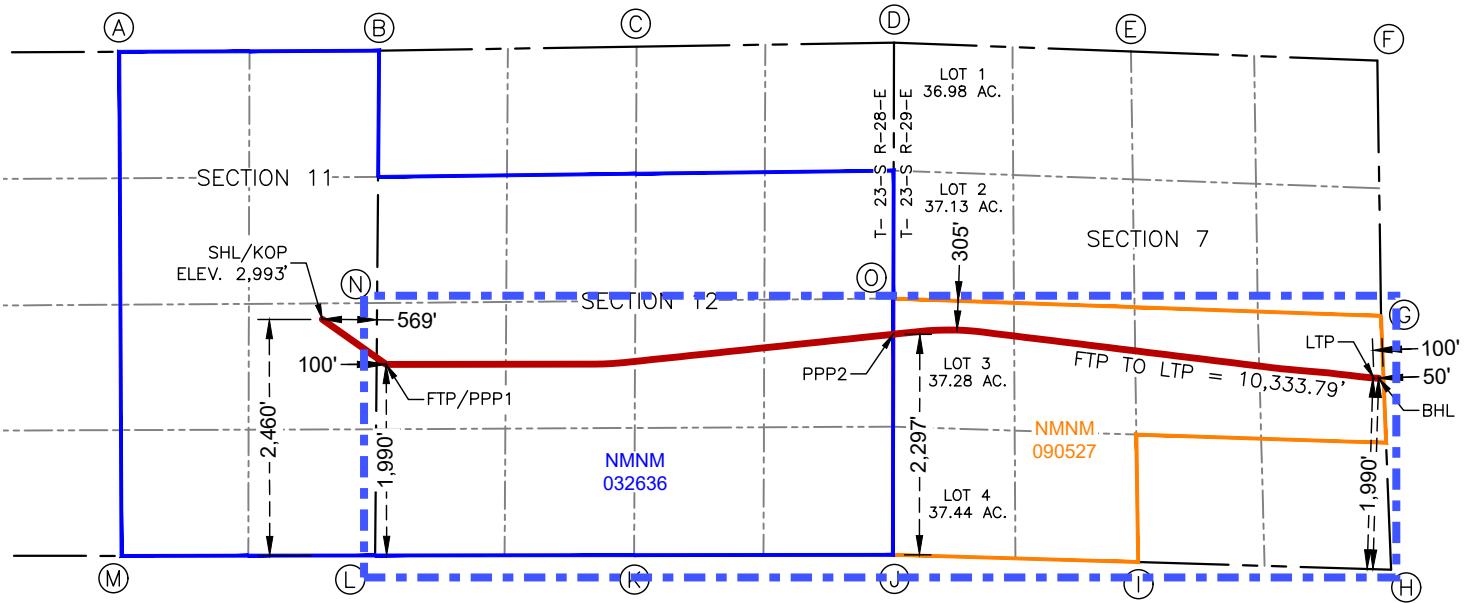 A
B
C
D
E
F
LOT 1
36.98 AC.
T- 23-S R-28-E
T- 23-S R-29-E
SECTION 11
LOT 2
37.13 AC.
305'
SECTION 7
SHL/KOP
ELEV. 2,993'
N
O
SECTION 12
569'
G
LTP
100'
100'
PPP2
LOT 3
37.28 AC.
FTP TO LTP = 10,333.79'
50'
FTP/PPP1
BHL
2,460'
1,990'
2,297'
NMNM
090527
NMNM
032636
1,990'
LOT 4
37.44 AC.
M
L
K
J
I
H